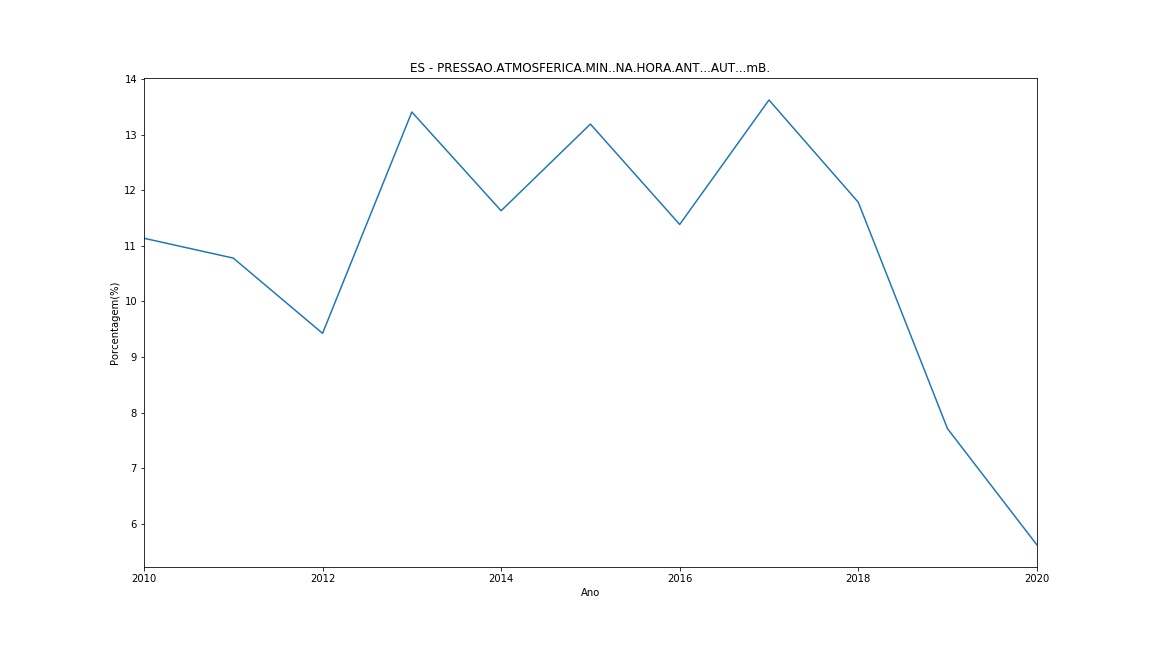 ES - PRESSAO.ATMOSFERICA.MIN..NA.HORA.ANT...AUT...mB.
14
13
12
11
10
9
8
7
6
Porcentagem(%)
2010 2012 2014 2016 2018 2020
Ano